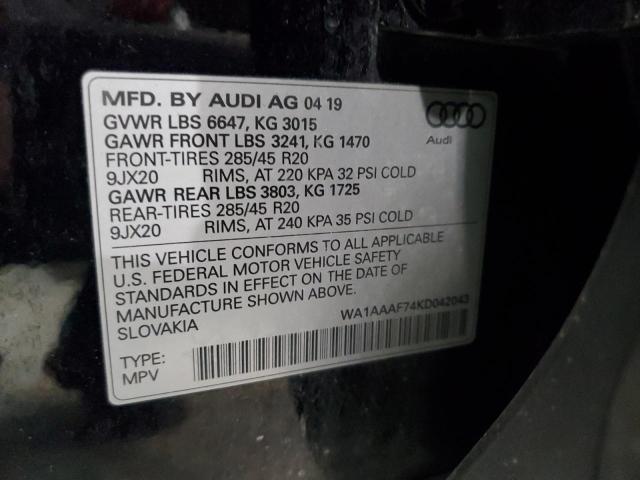 MFD. BY AUDI AG 04 19
GVWR LBS 6647, KG 3015
GAWR FRONT LBS 3241, KG 1470
FRONT-TIRES 285/45 R20
9JX20 RIMS, AT 220 KPA 32 PSI COLD
GAWR REAR LBS 3803, KG 1725
REAR-TIRES 285/45 R20
9JX20 RIMS, AT 240 KPA 35 PSI COLD
Audi
THIS VEHICLE CONFORMS TO ALL APPLICABLE
U.S. FEDERAL MOTOR VEHICLE SAFETY
STANDARDS IN EFFECT ON THE DATE OF
MANUFACTURE SHOWN ABOVE.
SLOVAKIA
WA1AAAF74KD042043
TYPE:
MPV